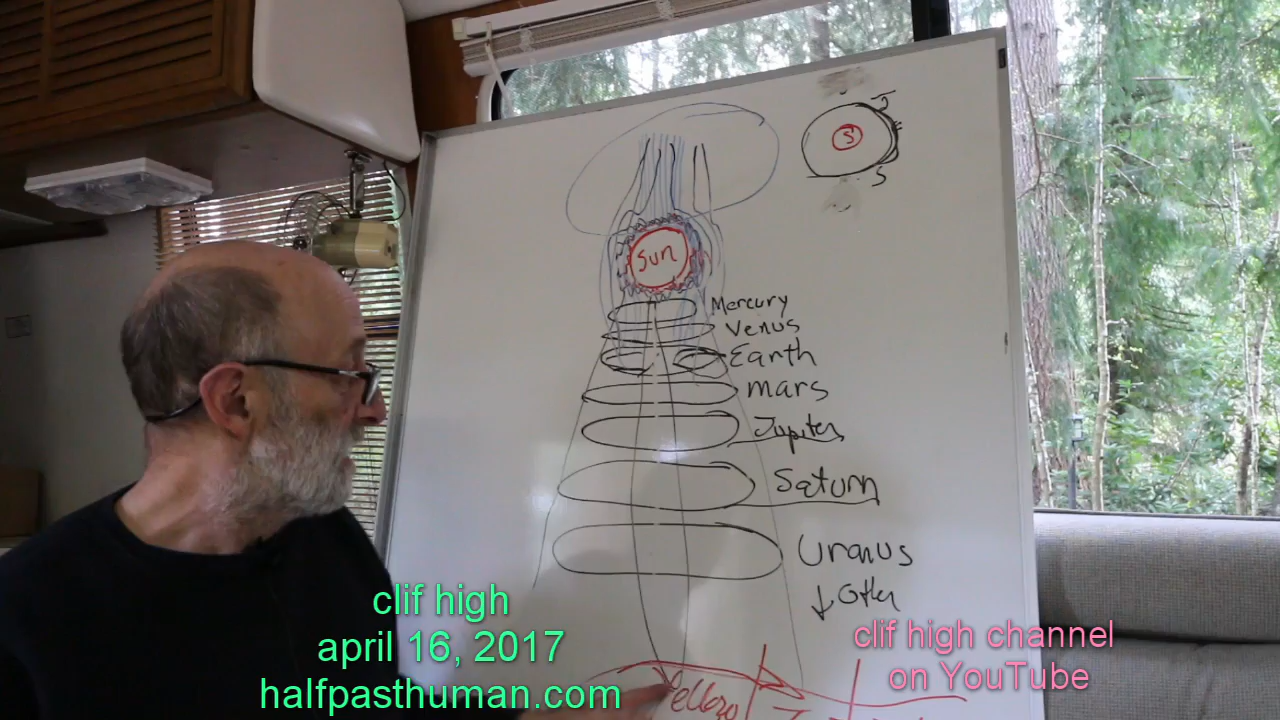 J
S
S
Sun
Mercury
Venus
Earth
mars
Jupiter
Saturn
Uranus
Other
clif high
april 16, 2017
halfpasthuman.com
clif high channel
on YouTube